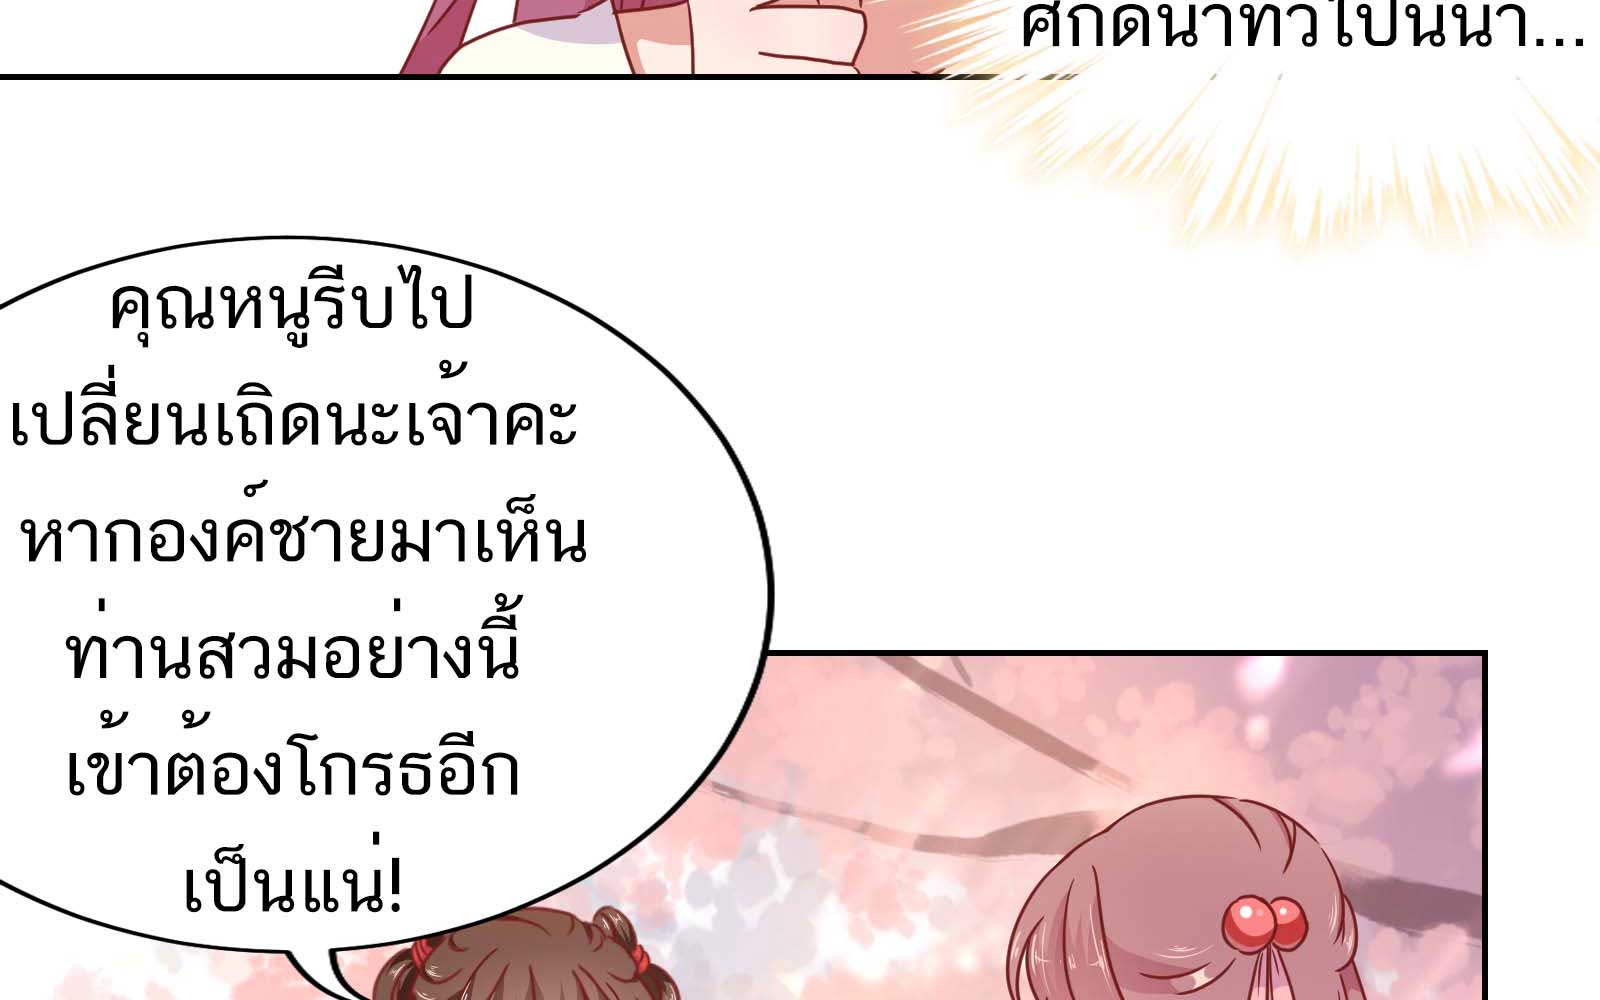 คุณหนูรีบไป
เปลี่ยนเถิดนะเจ้าคะ
หากองค์ชายมาเห็น
ท่านสวมอย่างนี้
เข้าต้องโกรธอีก
เป็นแน่!